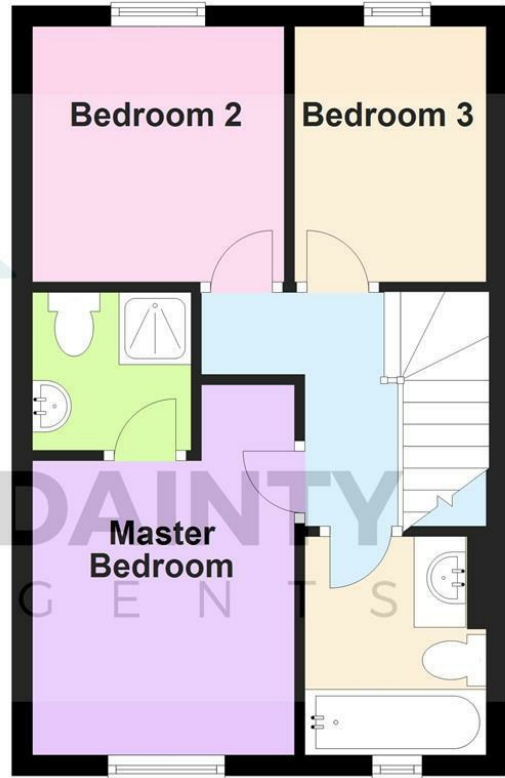 Bedroom 2
Bedroom 3
Master
Bedroom
DAINTY
G E N T S